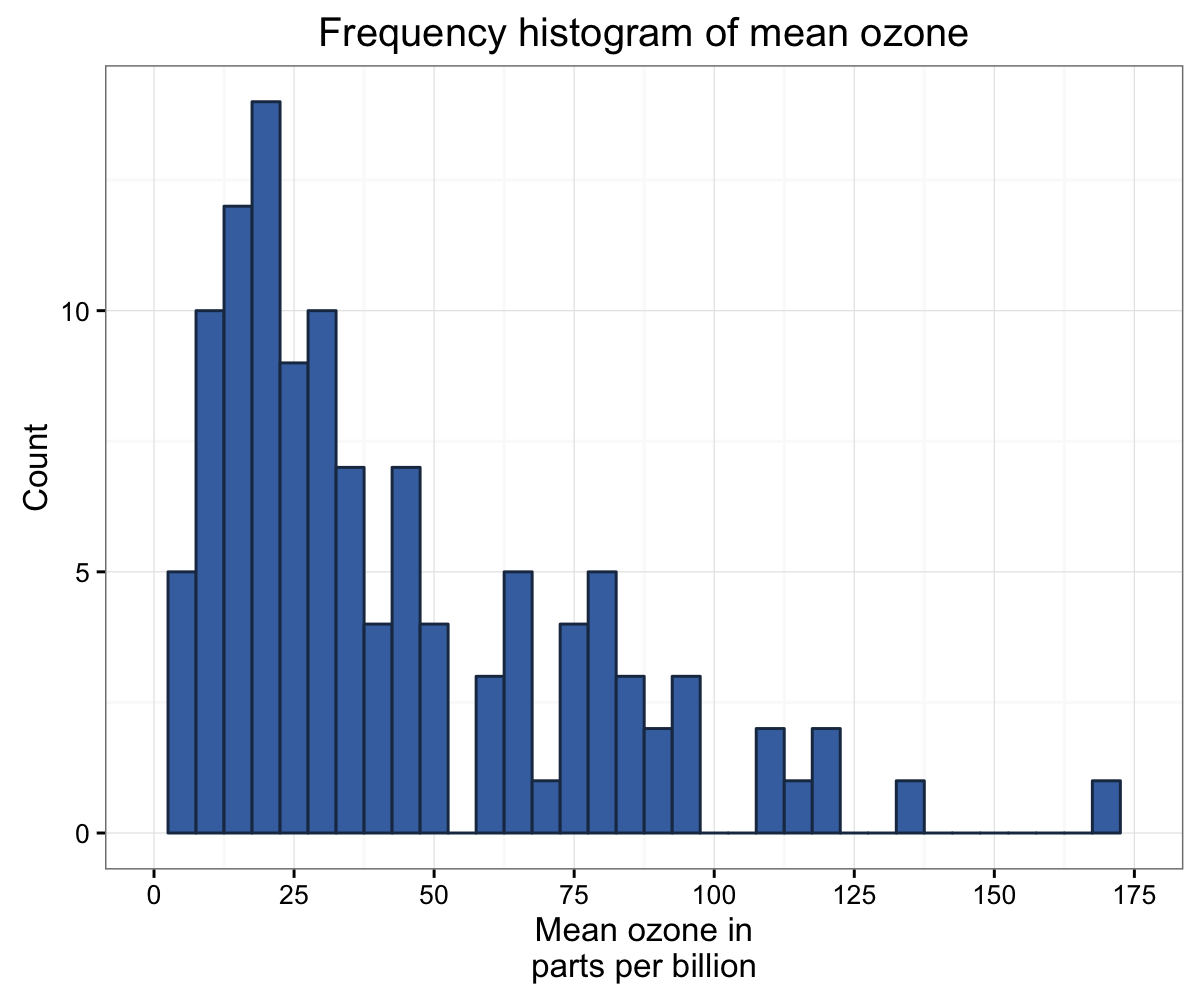 Frequency histogram of mean ozone
10
5
0
Count
0 25 50 75 100 125 150 175
Mean ozone in
parts per billion